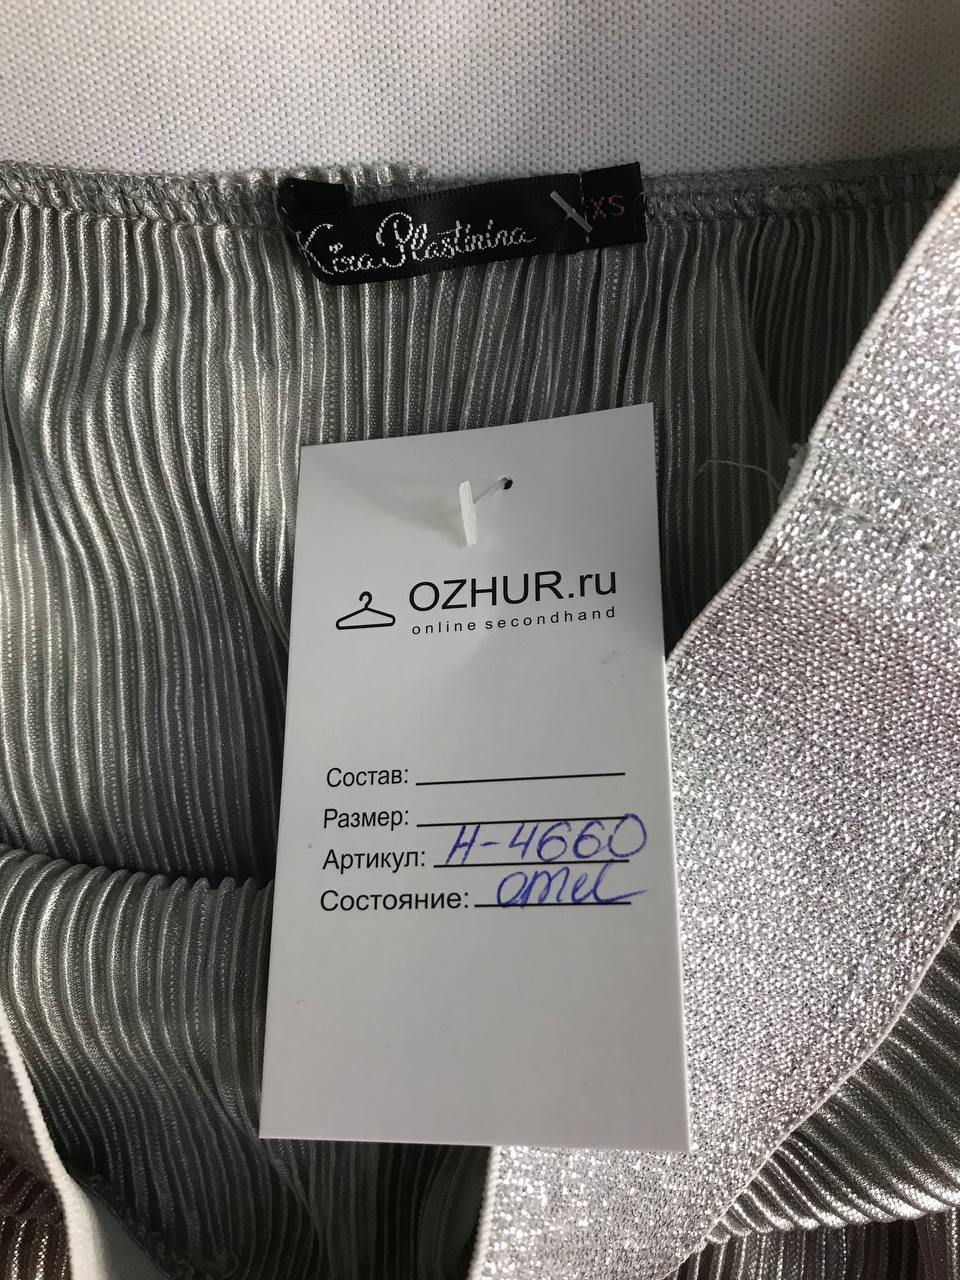 Kira Plastinina
XS
OZHUR.ru
online secondhand
Состав:
Размер:
Артикул: Н-4660
Состояние: отл